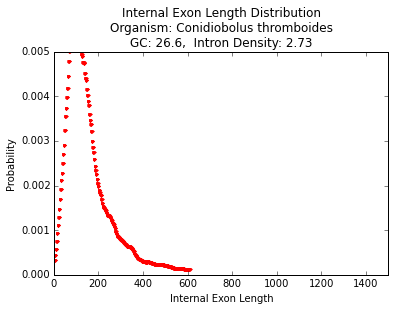 Internal Exon Length Distribution
Organism: Conidiobolus thromboides
GC: 26.6,  Intron Density: 2.73
0.005
0.004
0.003
0.002
0.001
0.000
Probability
0 200 400 600 800 1000 1200 1400
Internal Exon Length